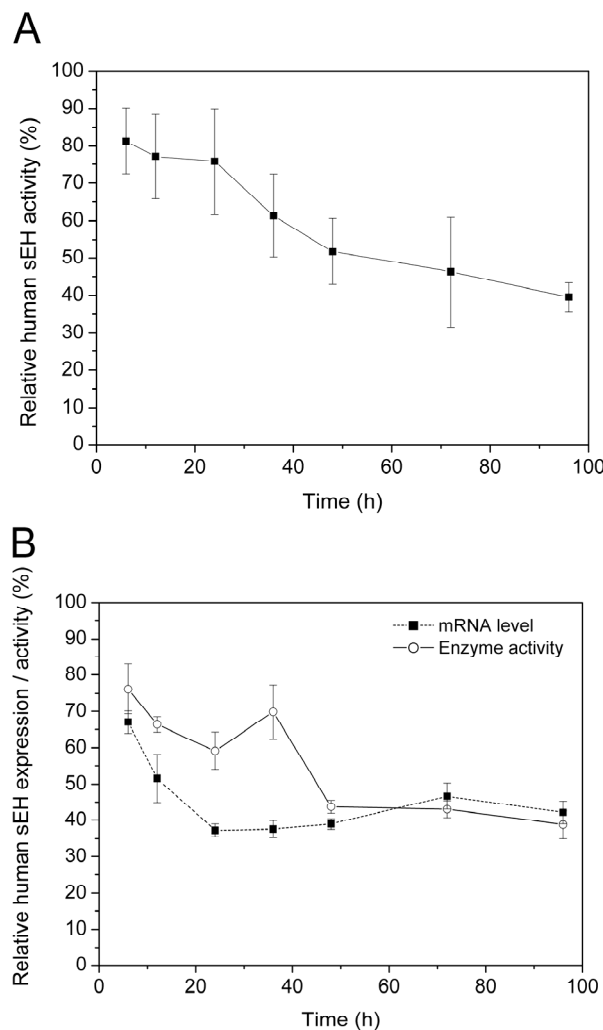 A
Relative human sEH activity (%)
100
90
80
70
60
50
40
30
20
10
0
0 20 40 60 80 100
Time (h)
B
Relative human sEH expression / activity (%)
100
90
80
70
60
50
40
30
20
10
0
mRNA level
Enzyme activity
0 20 40 60 80 100
Time (h)